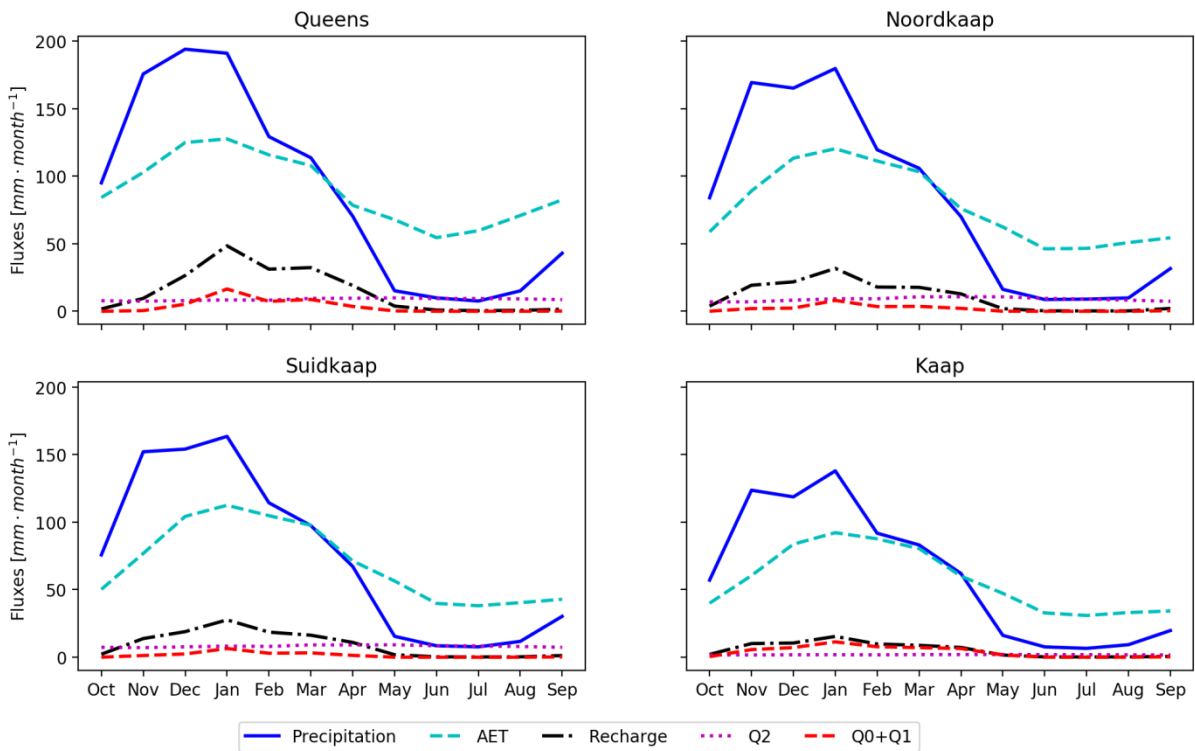 Queens
Noordkaap
Fluxes [mm · month⁻¹]
200
150
100
50
0
Suidkaap
Kaap
Fluxes [mm · month⁻¹]
200
150
100
50
0
Oct Nov Dec Jan Feb Mar Apr May Jun Jul Aug Sep
Oct Nov Dec Jan Feb Mar Apr May Jun Jul Aug Sep
Precipitation AET Recharge Q2 Q0+Q1